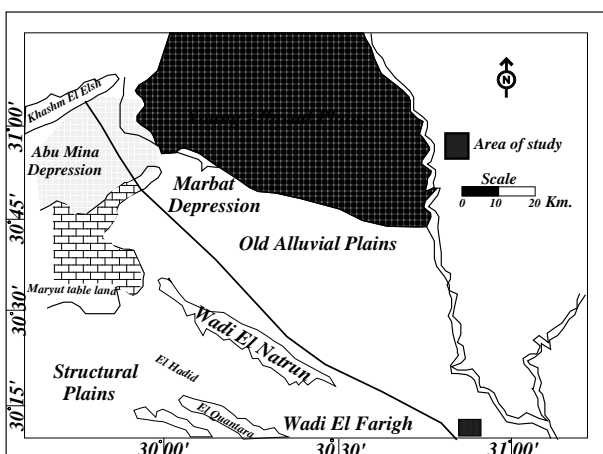 Khashm El Elsh
Abu Mina
Depression
Marbat
Depression
Area of study
Scale
0
10
20
Km.
Old Alluvial Plains
Maryut table land
Wadi El Natrun
Structural
Plains
El Hadid
El Quantara
Wadi El Farigh
N
31°00'
30°45'
30°30'
30°15'
30°00'
30°30'
31°00'